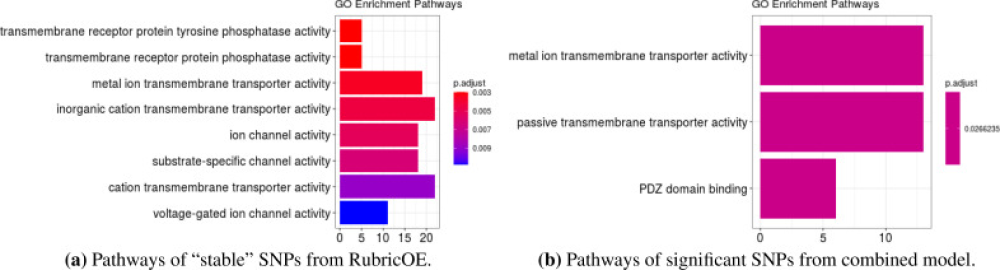 GO Enrichment Pathways
transmembrane receptor protein tyrosine phosphatase activity
transmembrane receptor protein phosphatase activity
metal ion transmembrane transporter activity
inorganic cation transmembrane transporter activity
ion channel activity
substrate-specific channel activity
cation transmembrane transporter activity
voltage-gated ion channel activity
0 5 10 15 20
p.adjust
0.003
0.005
0.007
0.009
(a) Pathways of “stable” SNPs from RubricOE.
GO Enrichment Pathways
metal ion transmembrane transporter activity
passive transmembrane transporter activity
PDZ domain binding
0 5 10
p.adjust
0.0266235
(b) Pathways of significant SNPs from combined model.